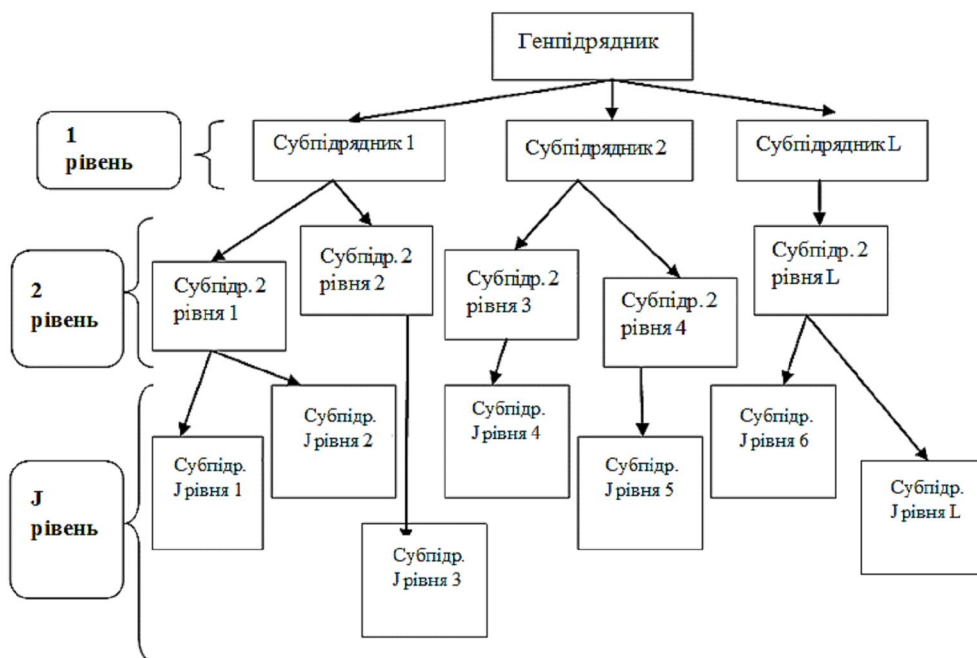 Генпідрядник
1
рівень
Субпідрядник 1
Субпідрядник 2
Субпідрядник L
2
рівень
Субпідр. 2
рівня 1
Субпідр. 2
рівня 2
Субпідр. 2
рівня 3
Субпідр. 2
рівня 4
Субпідр. 2
рівня L
J
рівень
Субпідр.
J рівня 1
Субпідр.
J рівня 2
Субпідр.
J рівня 3
Субпідр.
J рівня 4
Субпідр.
J рівня 5
Субпідр.
J рівня 6
Субпідр.
J рівня L